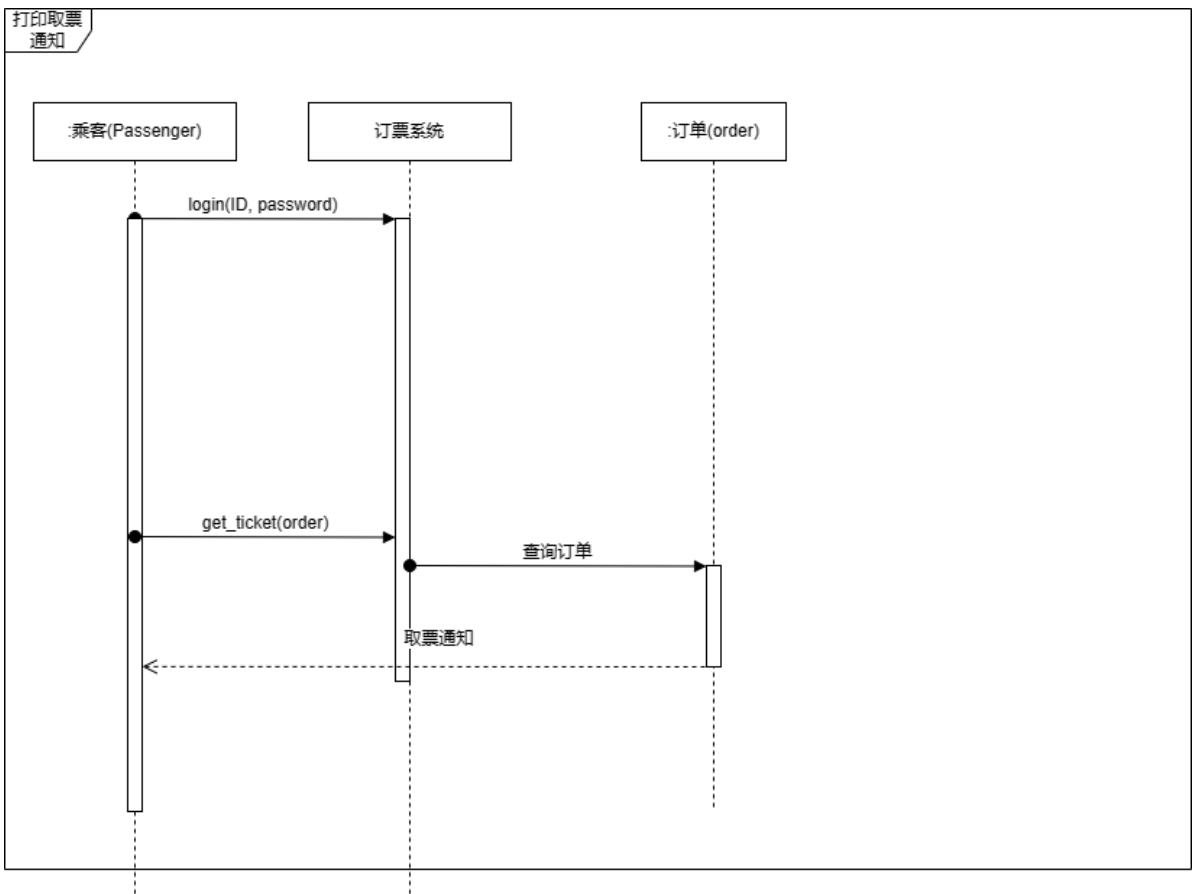 打印取票
通知
:乘客(Passenger)
订票系统
:订单(order)
login(ID, password)
get_ticket(order)
查询订单
取票通知